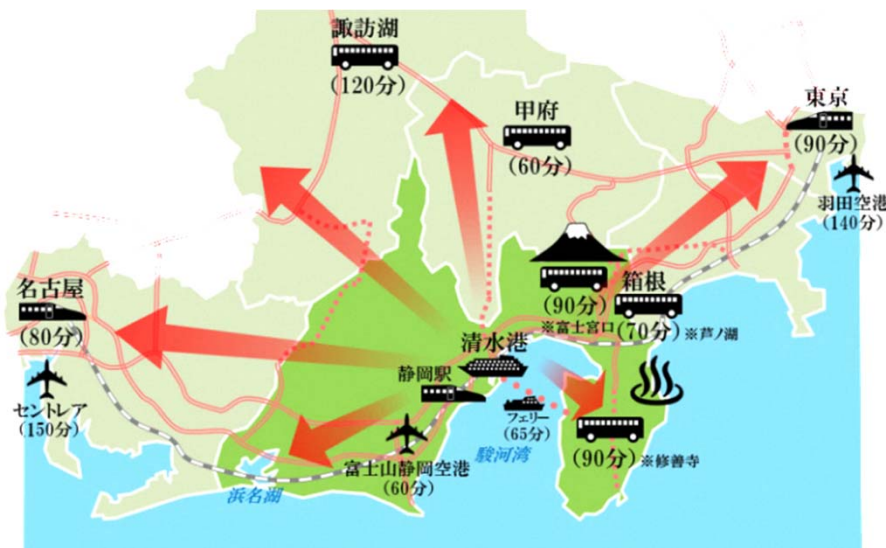 諏訪湖
(120分)
甲府
(60分)
東京
(90分)
羽田空港
(140分)
名古屋
(80分)
セントレア
(150分)
(90分)
※富士宮口
箱根
(70分)
※芦ノ湖
清水港
静岡駅
フェリー
(65分)
富士山静岡空港
(60分)
駿河湾
(90分)
※修善寺
浜名湖